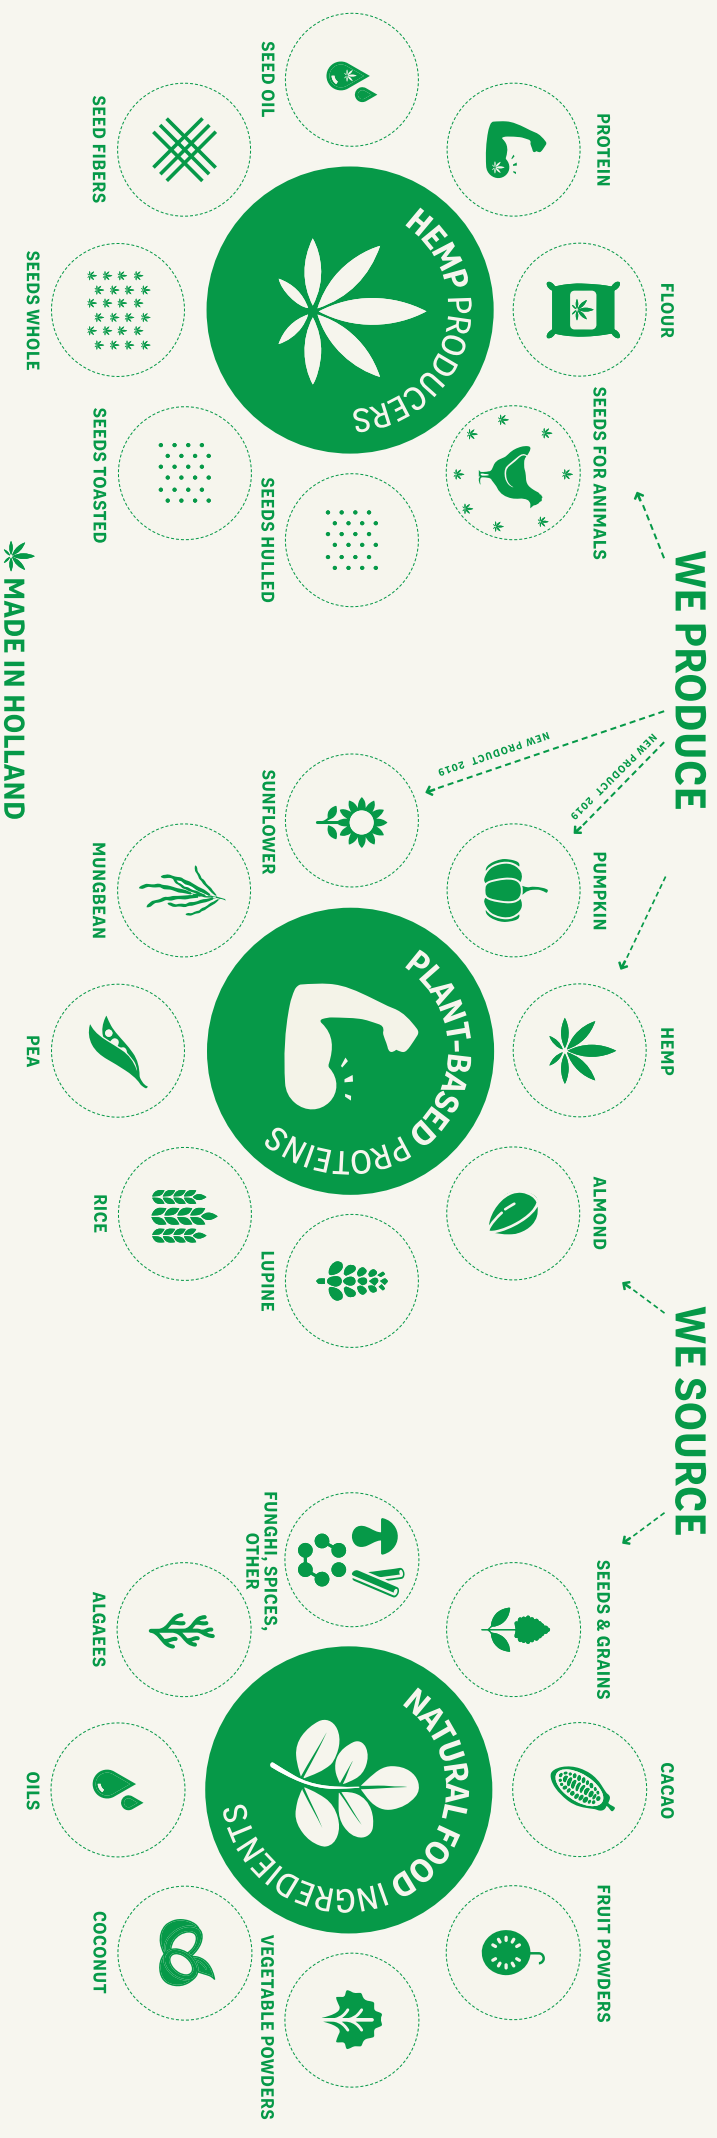 WE PRODUCE
WE SOURCE
HEMP PRODUCERS
SEED OIL
PROTEIN
FLOUR
SEEDS FOR ANIMALS
SEEDS HULLED
SEEDS TOASTED
SEEDS WHOLE
SEED FIBERS
MADE IN HOLLAND
NEW PRODUCT 2019
NEW PRODUCT 2019
PLANT-BASED PROTEINS
SUNFLOWER
PUMPKIN
HEMP
ALMOND
LUPINE
RICE
PEA
MUNGBEAN
NATURAL FOOD INGREDIENTS
FUNGHI, SPICES,
OTHER
SEEDS & GRAINS
CACAO
FRUIT POWDERS
VEGETABLE POWDERS
COCONUT
OILS
ALGAEES